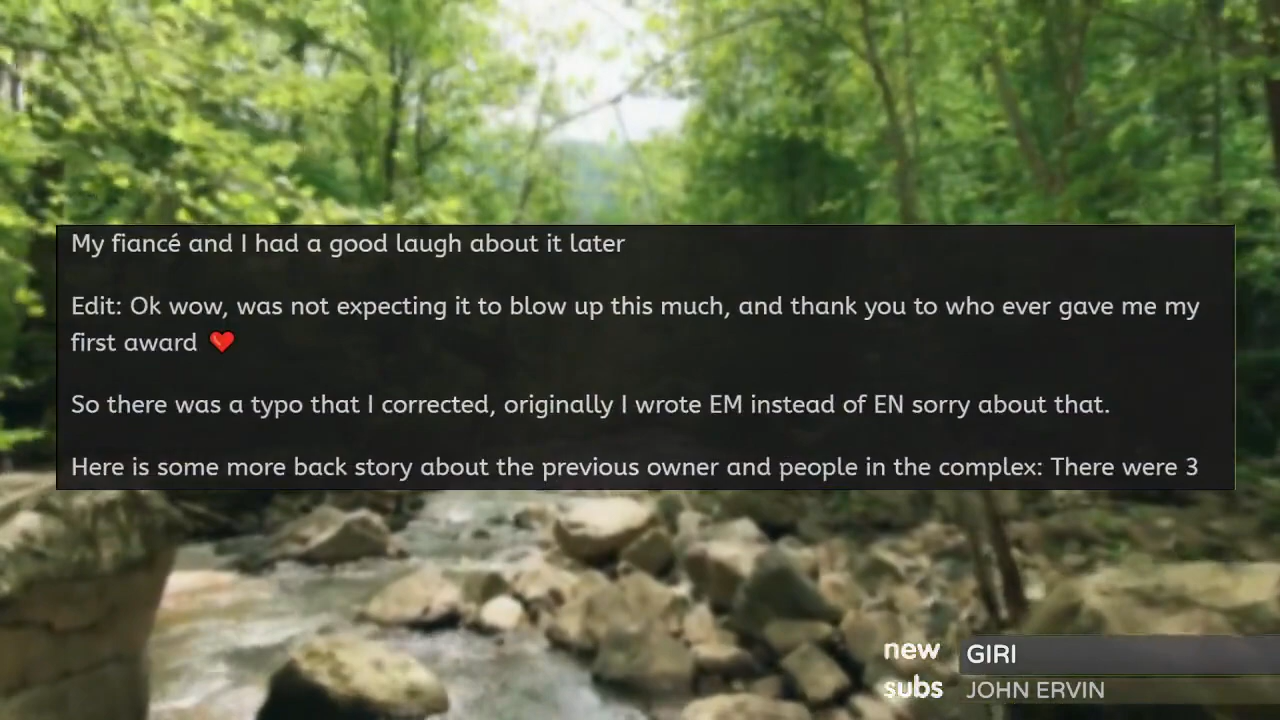 My fiancé and I had a good laugh about it later
Edit: Ok wow, was not expecting it to blow up this much, and thank you to who ever gave me my
first award ❤️
So there was a typo that I corrected, originally I wrote EM instead of EN sorry about that.
Here is some more back story about the previous owner and people in the complex: There were 3
new
GIRI
subs
JOHN ERVIN